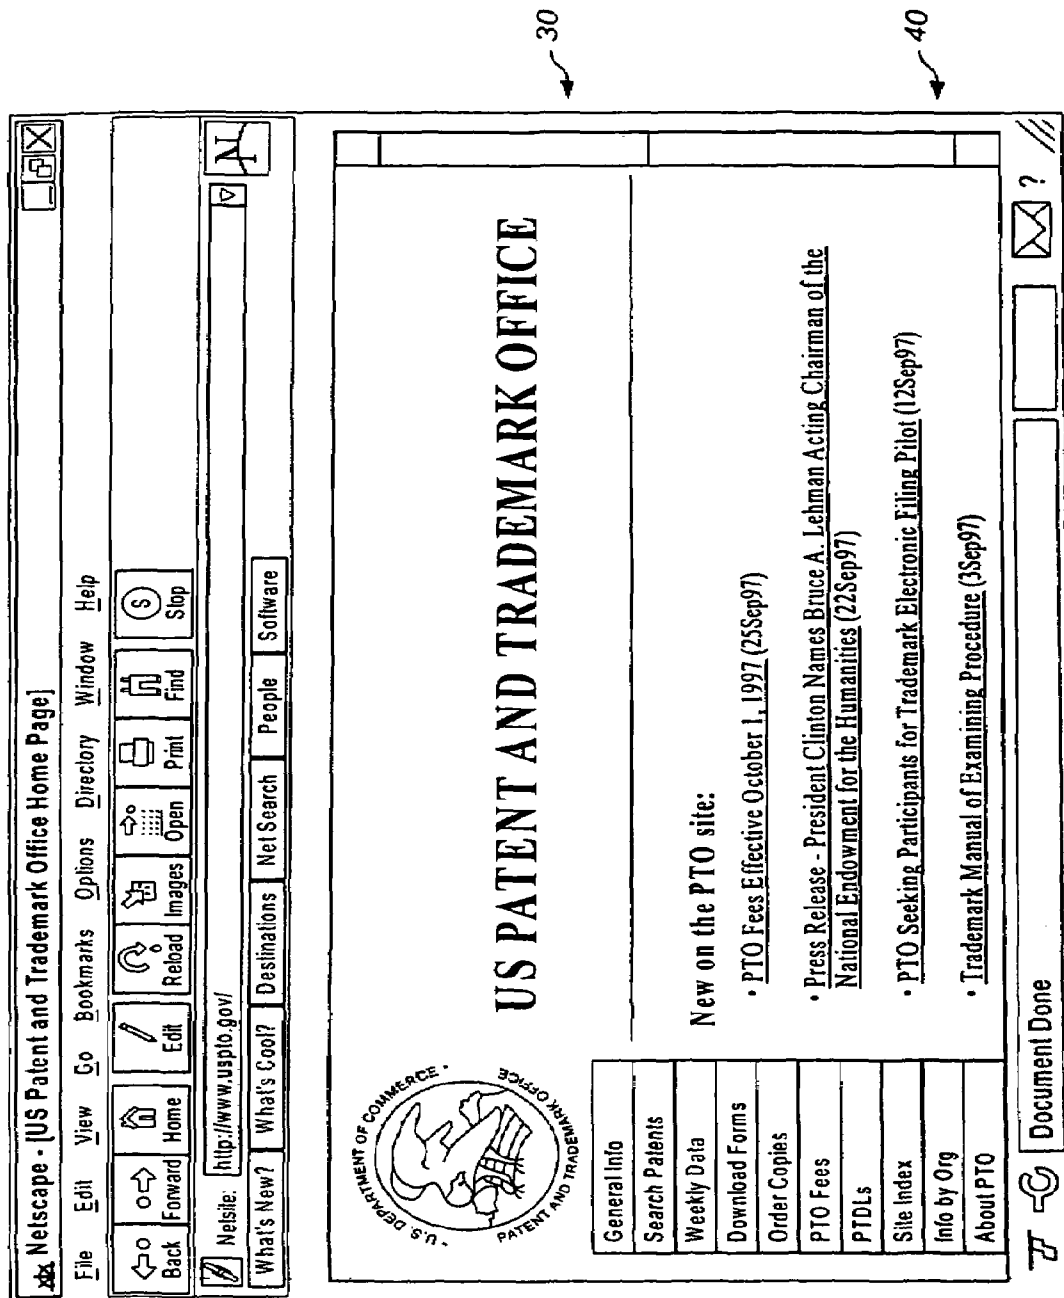 Netscape - [US Patent and Trademark Office Home Page]
File Edit View Go Bookmarks Options Directory Window Help
Back Forward Home Edit Reload Images Open Print Find Stop
Netsite: http://www.uspto.gov/
N
What's New? What's Cool? Destinations Net Search People Software
- U.S. DEPARTMENT OF COMMERCE -
PATENT AND TRADEMARK OFFICE
US PATENT AND TRADEMARK OFFICE
General Info
Search Patents
Weekly Data
Download Forms
Order Copies
PTO Fees
PTDLs
Site Index
Info by Org
About PTO
New on the PTO site:
• PTO Fees Effective October 1, 1997 (25Sep97)
• Press Release - President Clinton Names Bruce A. Lehman Acting Chairman of the
National Endowment for the Humanities (22Sep97)
• PTO Seeking Participants for Trademark Electronic Filing Pilot (12Sep97)
• Trademark Manual of Examining Procedure (3Sep97)
Document Done
?
30
40